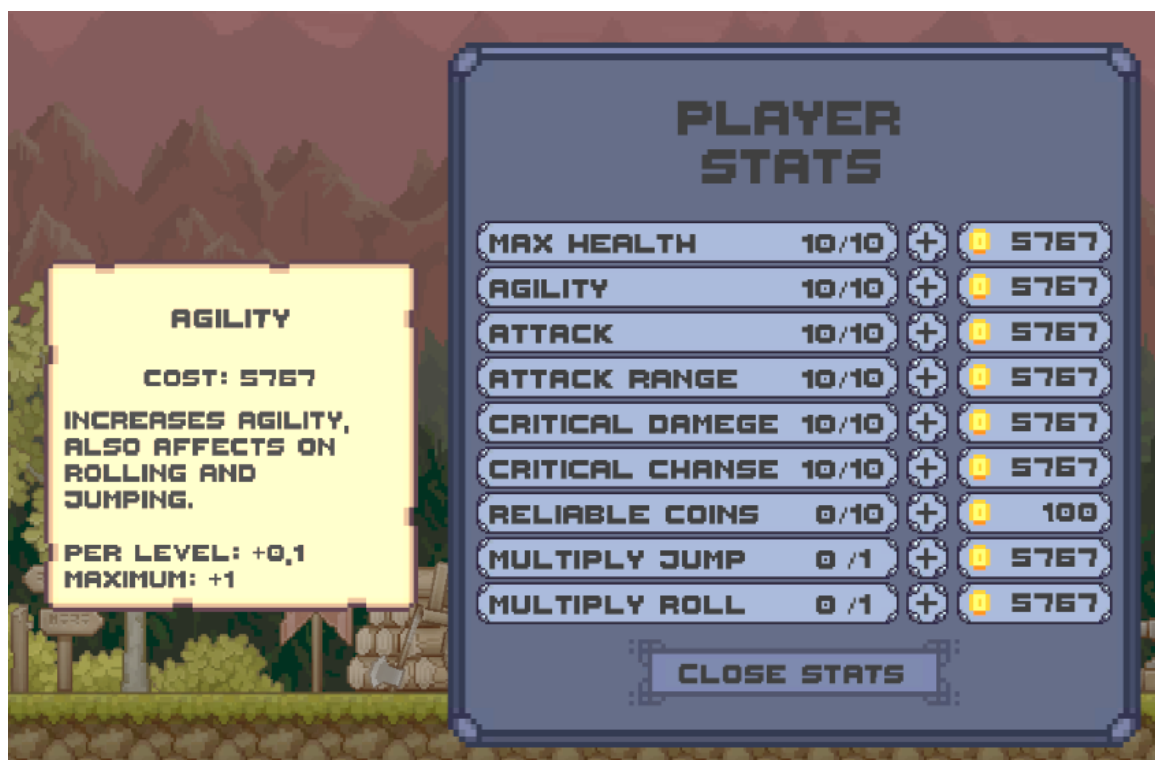 PLAYER
STATS
MAX HEALTH 10/10 + 5767
AGILITY 10/10 + 5767
ATTACK 10/10 + 5767
ATTACK RANGE 10/10 + 5767
CRITICAL DAMEGE 10/10 + 5767
CRITICAL CHANSE 10/10 + 5767
RELIABLE COINS 0/10 + 100
MULTIPLY JUMP 0 /1 + 5767
MULTIPLY ROLL 0 /1 + 5767
CLOSE STATS
AGILITY
COST: 5767
INCREASES AGILITY,
ALSO AFFECTS ON
ROLLING AND
JUMPING.
PER LEVEL: +0,1
MAXIMUM: +1